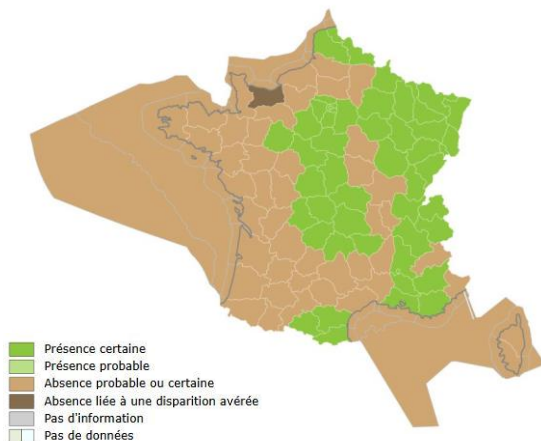 Présence certaine
Présence probable
Absence probable ou certaine
Absence liée à une disparition avérée
Pas d'information
Pas de données